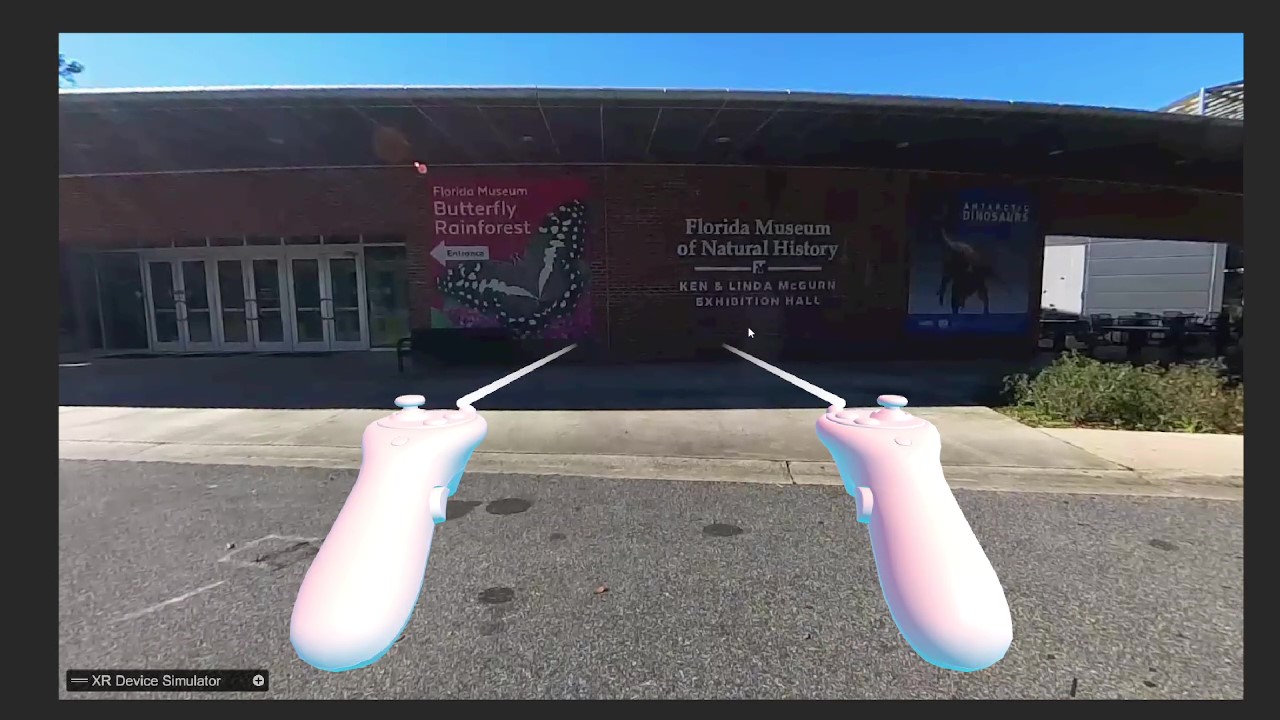 Florida Museum
Butterfly
Rainforest
Entrance
Florida Museum
of Natural History
KEN & LINDA McGURN
EXHIBITION HALL
ANTARCTIC
DINOSAURS
XR Device Simulator